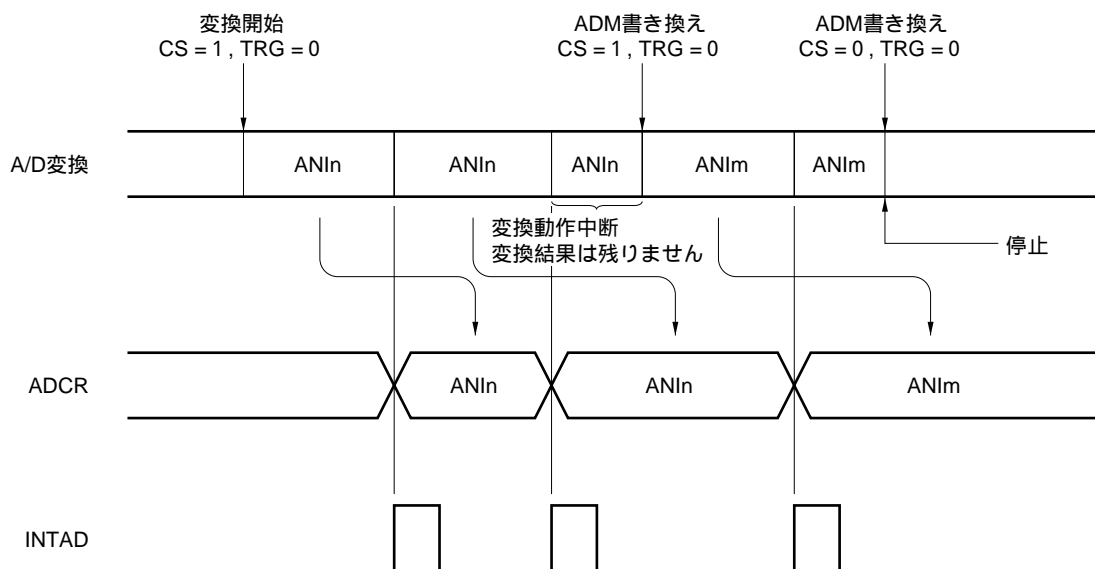 変換開始
CS = 1 , TRG = 0
ADM書き換え
CS = 1 , TRG = 0
ADM書き換え
CS = 0 , TRG = 0
A/D変換
ANIn
ANIn
ANIn
ANIm
ANIm
変換動作中断
変換結果は残りません
停止
ADCR
ANIn
ANIn
ANIm
INTAD